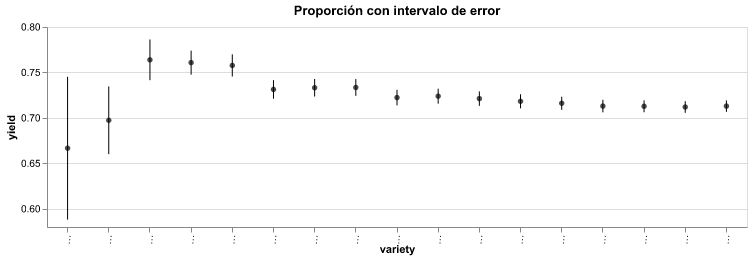 Proporción con intervalo de error
0.80
0.75
0.70
0.65
0.60
yield
… … … … … … … … … … … … … … … … …
variety